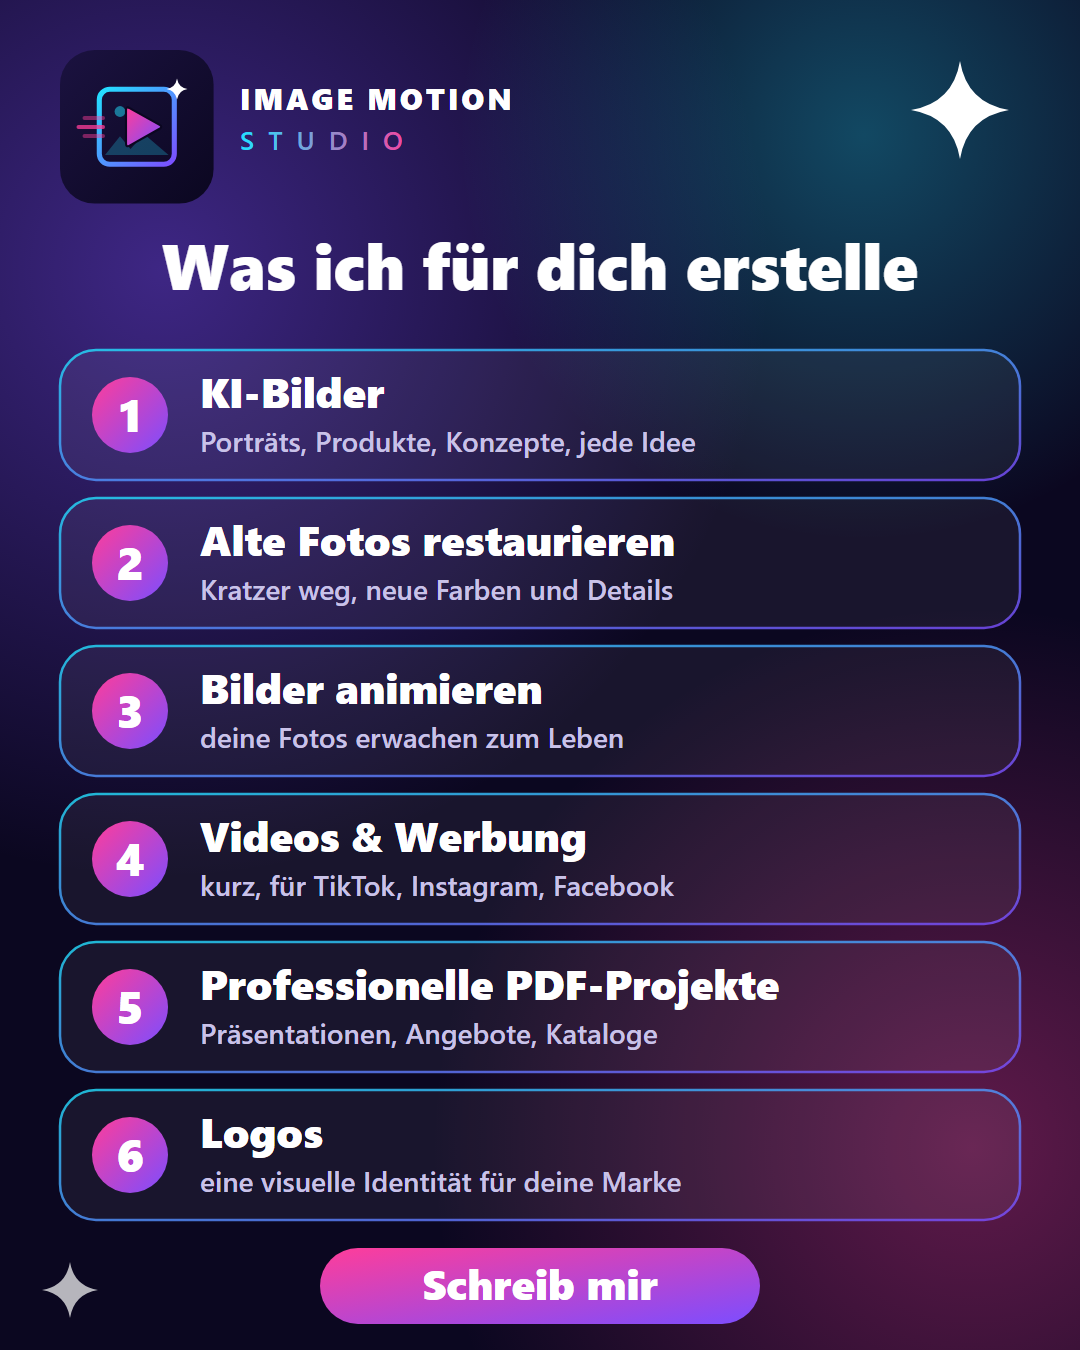 IMAGE MOTION
STUDIO
Was ich für dich erstelle
1
KI-Bilder
Porträts, Produkte, Konzepte, jede Idee
2
Alte Fotos restaurieren
Kratzer weg, neue Farben und Details
3
Bilder animieren
deine Fotos erwachen zum Leben
4
Videos & Werbung
kurz, für TikTok, Instagram, Facebook
5
Professionelle PDF-Projekte
Präsentationen, Angebote, Kataloge
6
Logos
eine visuelle Identität für deine Marke
Schreib mir